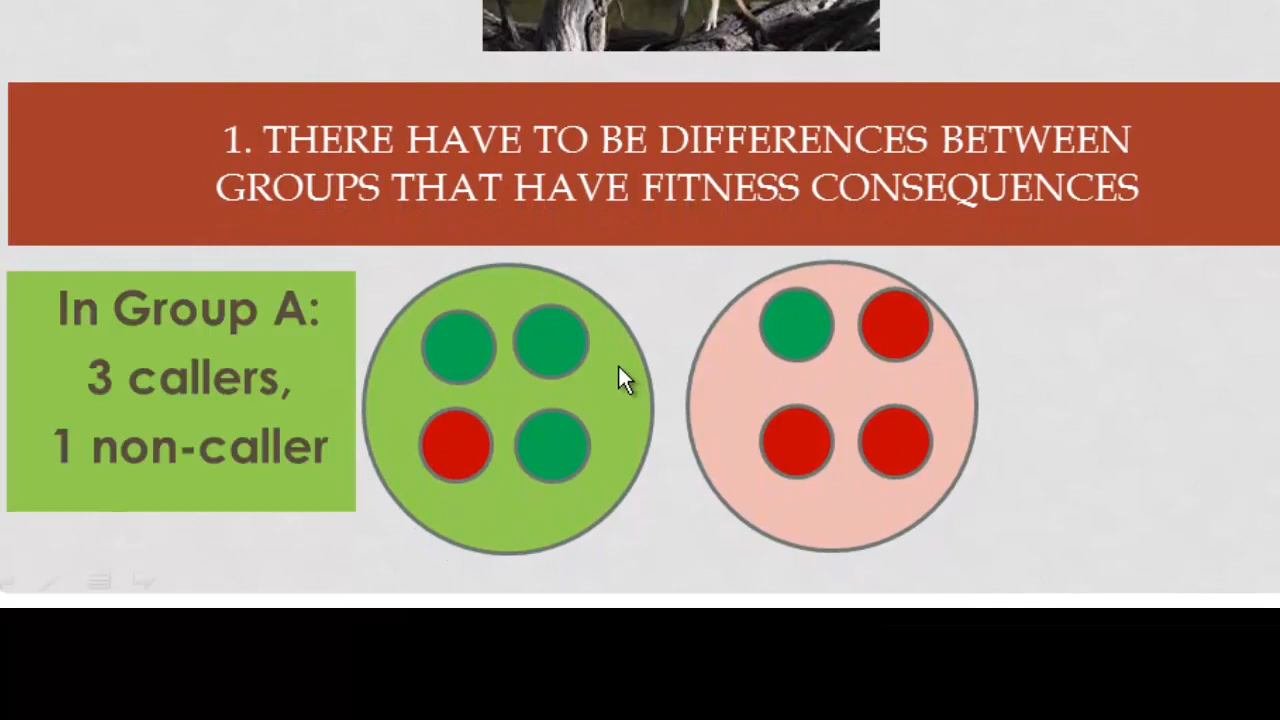 1. THERE HAVE TO BE DIFFERENCES BETWEEN
GROUPS THAT HAVE FITNESS CONSEQUENCES
In Group A:
3 callers,
1 non-caller